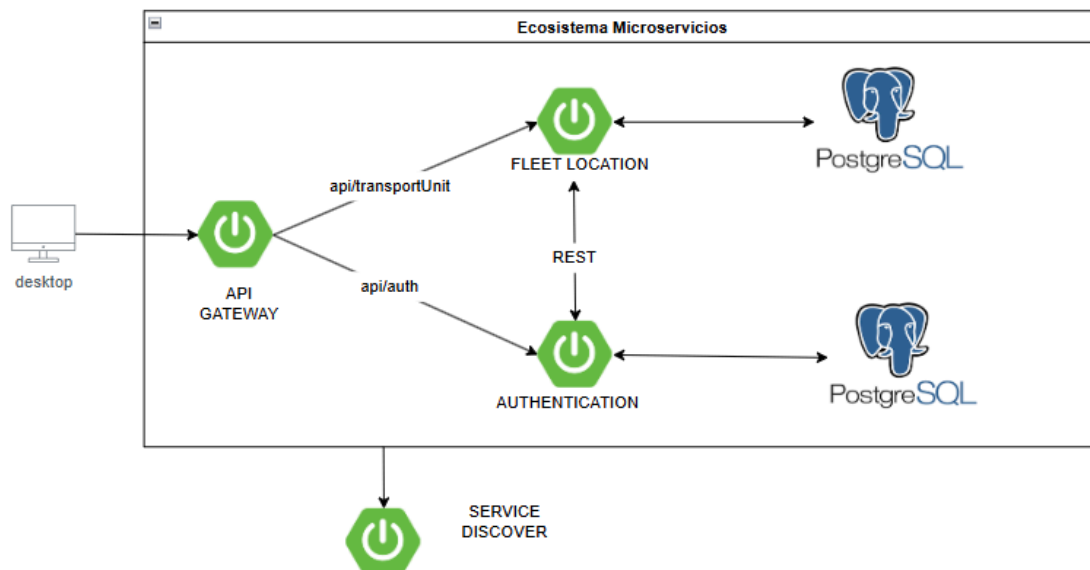 Ecosistema Microservicios
PostgreSQL
FLEET LOCATION
api/transportUnit
REST
desktop
api/auth
API
GATEWAY
PostgreSQL
AUTHENTICATION
SERVICE
DISCOVER